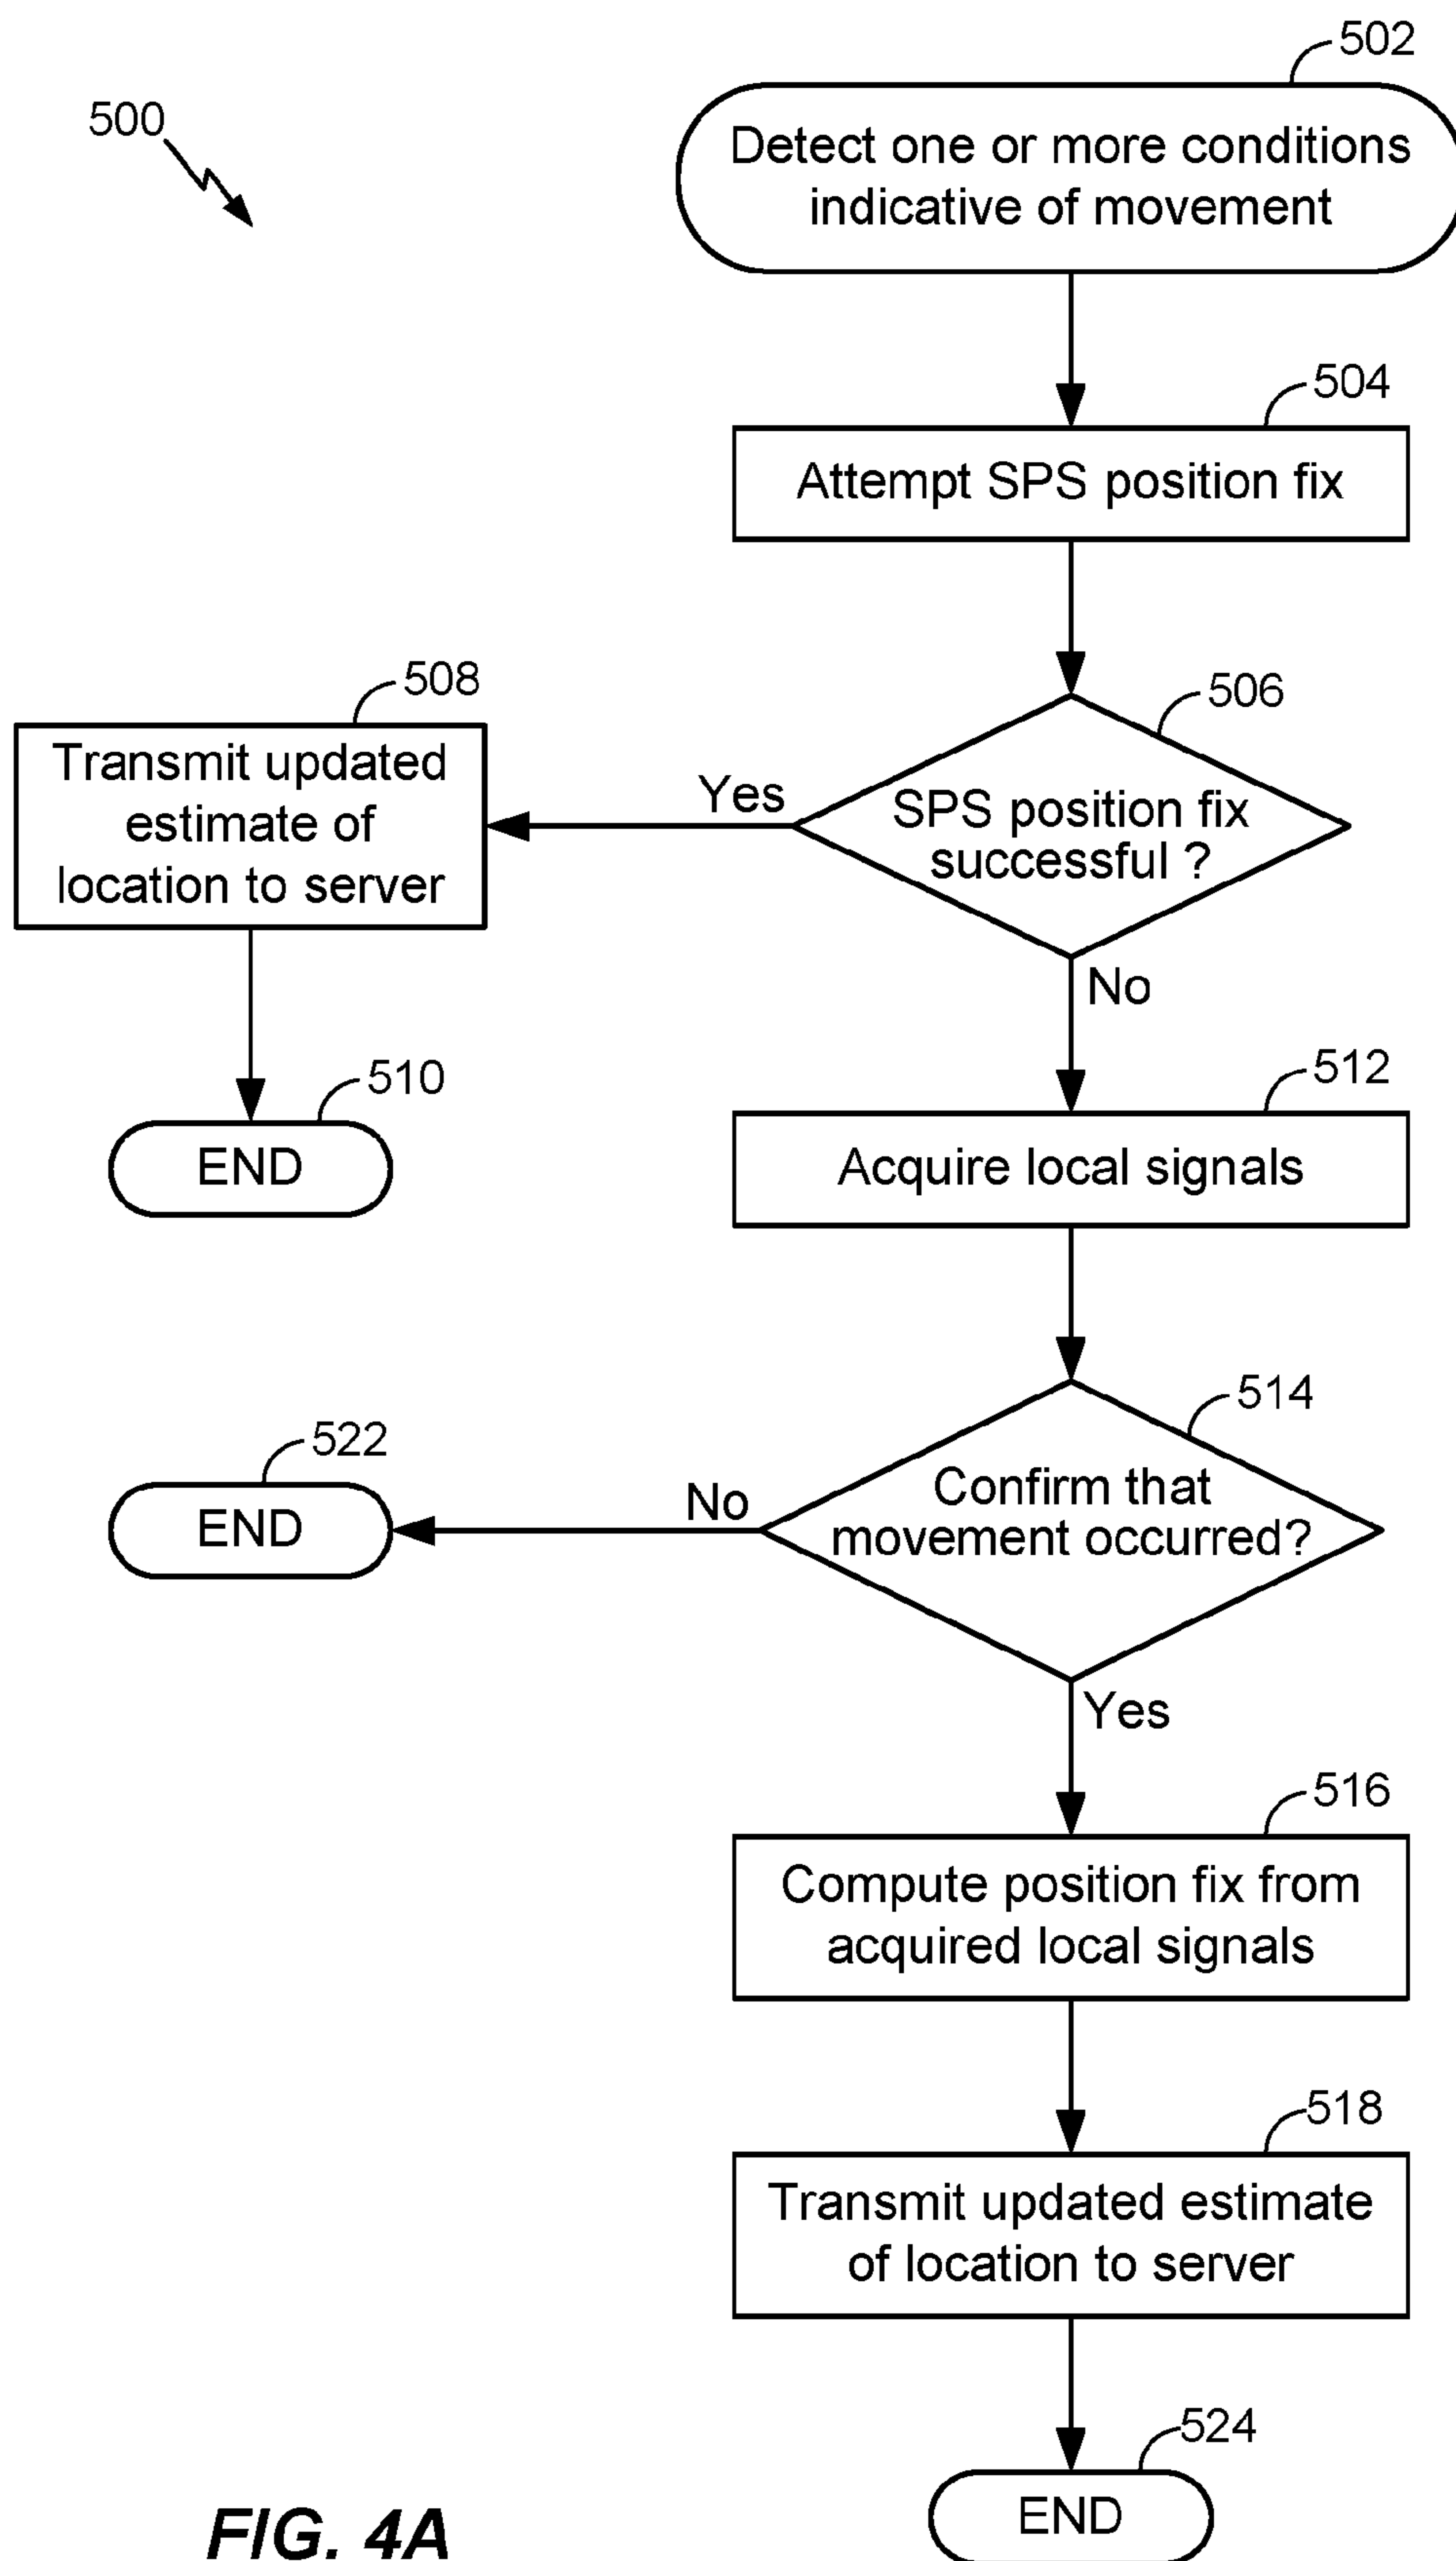 502
500
Detect one or more conditions
indicative of movement
504
Attempt SPS position fix
508
506
Transmit updated
estimate of
location to server
Yes
SPS position fix
successful ?
No
510
END
512
Acquire local signals
514
522
END
No
Confirm that
movement occurred?
Yes
516
Compute position fix from
acquired local signals
518
Transmit updated estimate
of location to server
524
END
FIG. 4A